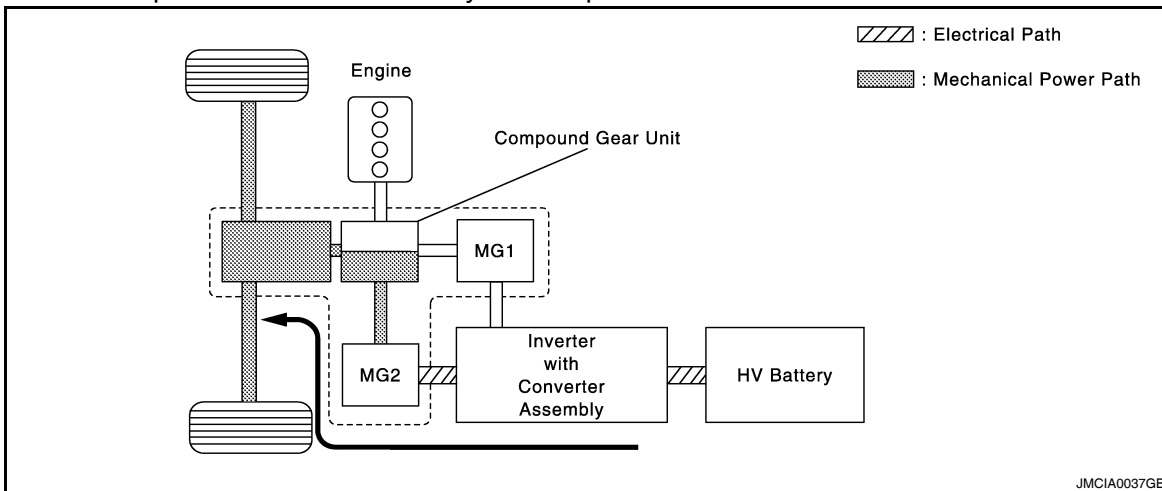 : Electrical Path
: Mechanical Power Path
Engine
Compound Gear Unit
MG1
MG2
Inverter
with
Converter
Assembly
HV Battery
JMCIA0037GB